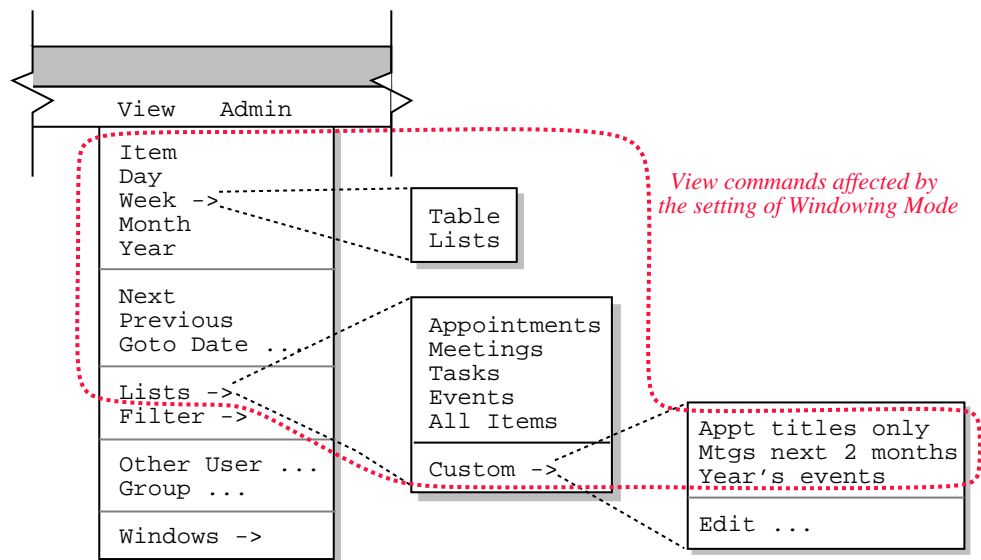 View Admin
Item
Day
Week ->
Month
Year
Next
Previous
Goto Date ...
Lists ->
Filter ->
Other User ...
Group ...
Windows ->
Table
Lists
Appointments
Meetings
Tasks
Events
All Items
Custom ->
Appt titles only
Mtgs next 2 months
Year's events
Edit ...
View commands affected by
the setting of Windowing Mode